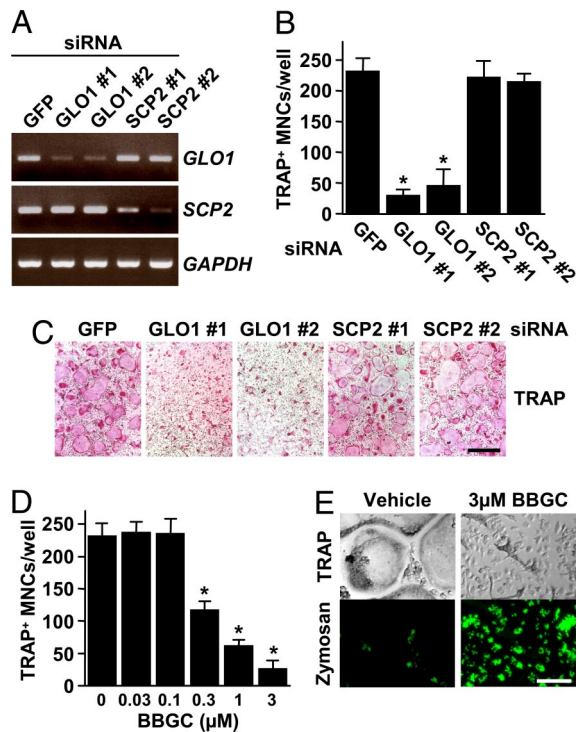 A
siRNA
GFP
GLO1 #1
GLO1 #2
SCP2 #1
SCP2 #2
GLO1
SCP2
GAPDH
B
TRAP⁺ MNCs/well
250
200
150
100
50
0
*
*
siRNA
GFP
GLO1 #1
GLO1 #2
SCP2 #1
SCP2 #2
C
GFP GLO1 #1 GLO1 #2 SCP2 #1 SCP2 #2 siRNA
TRAP
D
TRAP⁺ MNCs/well
250
200
150
100
50
0
*
*
*
0 0.03 0.1 0.3 1 3
BBGC (µM)
E
Vehicle 3µM BBGC
TRAP
Zymosan